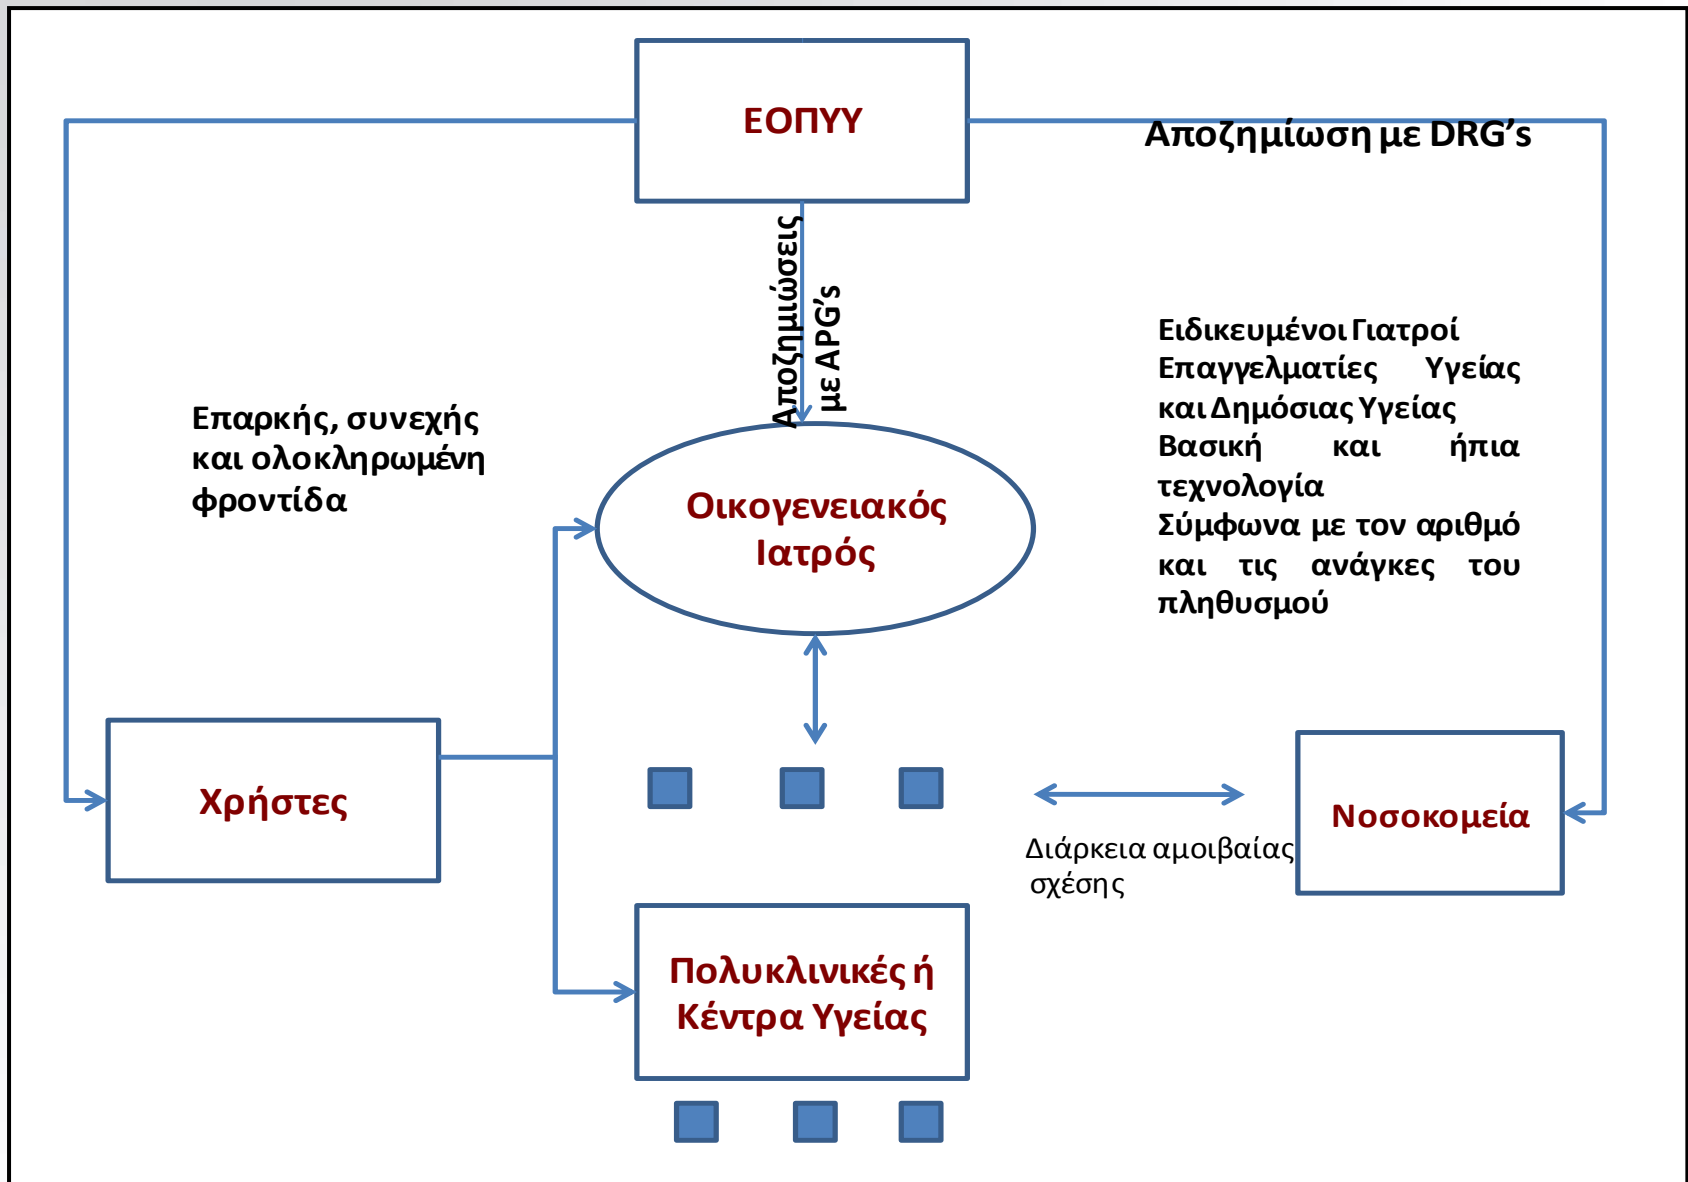 ΕΟΠΥΥ
Αποζημίωση με DRG’s
Αποζημιώσεις
με APG’s
Επαρκής, συνεχής
και ολοκληρωμένη
φροντίδα
Ειδικευμένοι Γιατροί
Επαγγελματίες Υγείας
και Δημόσιας Υγείας
Βασική και ήπια
τεχνολογία
Σύμφωνα με τον αριθμό
και τις ανάγκες του
πληθυσμού
Οικογενειακός
Ιατρός
Χρήστες
Διάρκεια αμοιβαίας
σχέσης
Νοσοκομεία
Πολυκλινικές ή
Κέντρα Υγείας